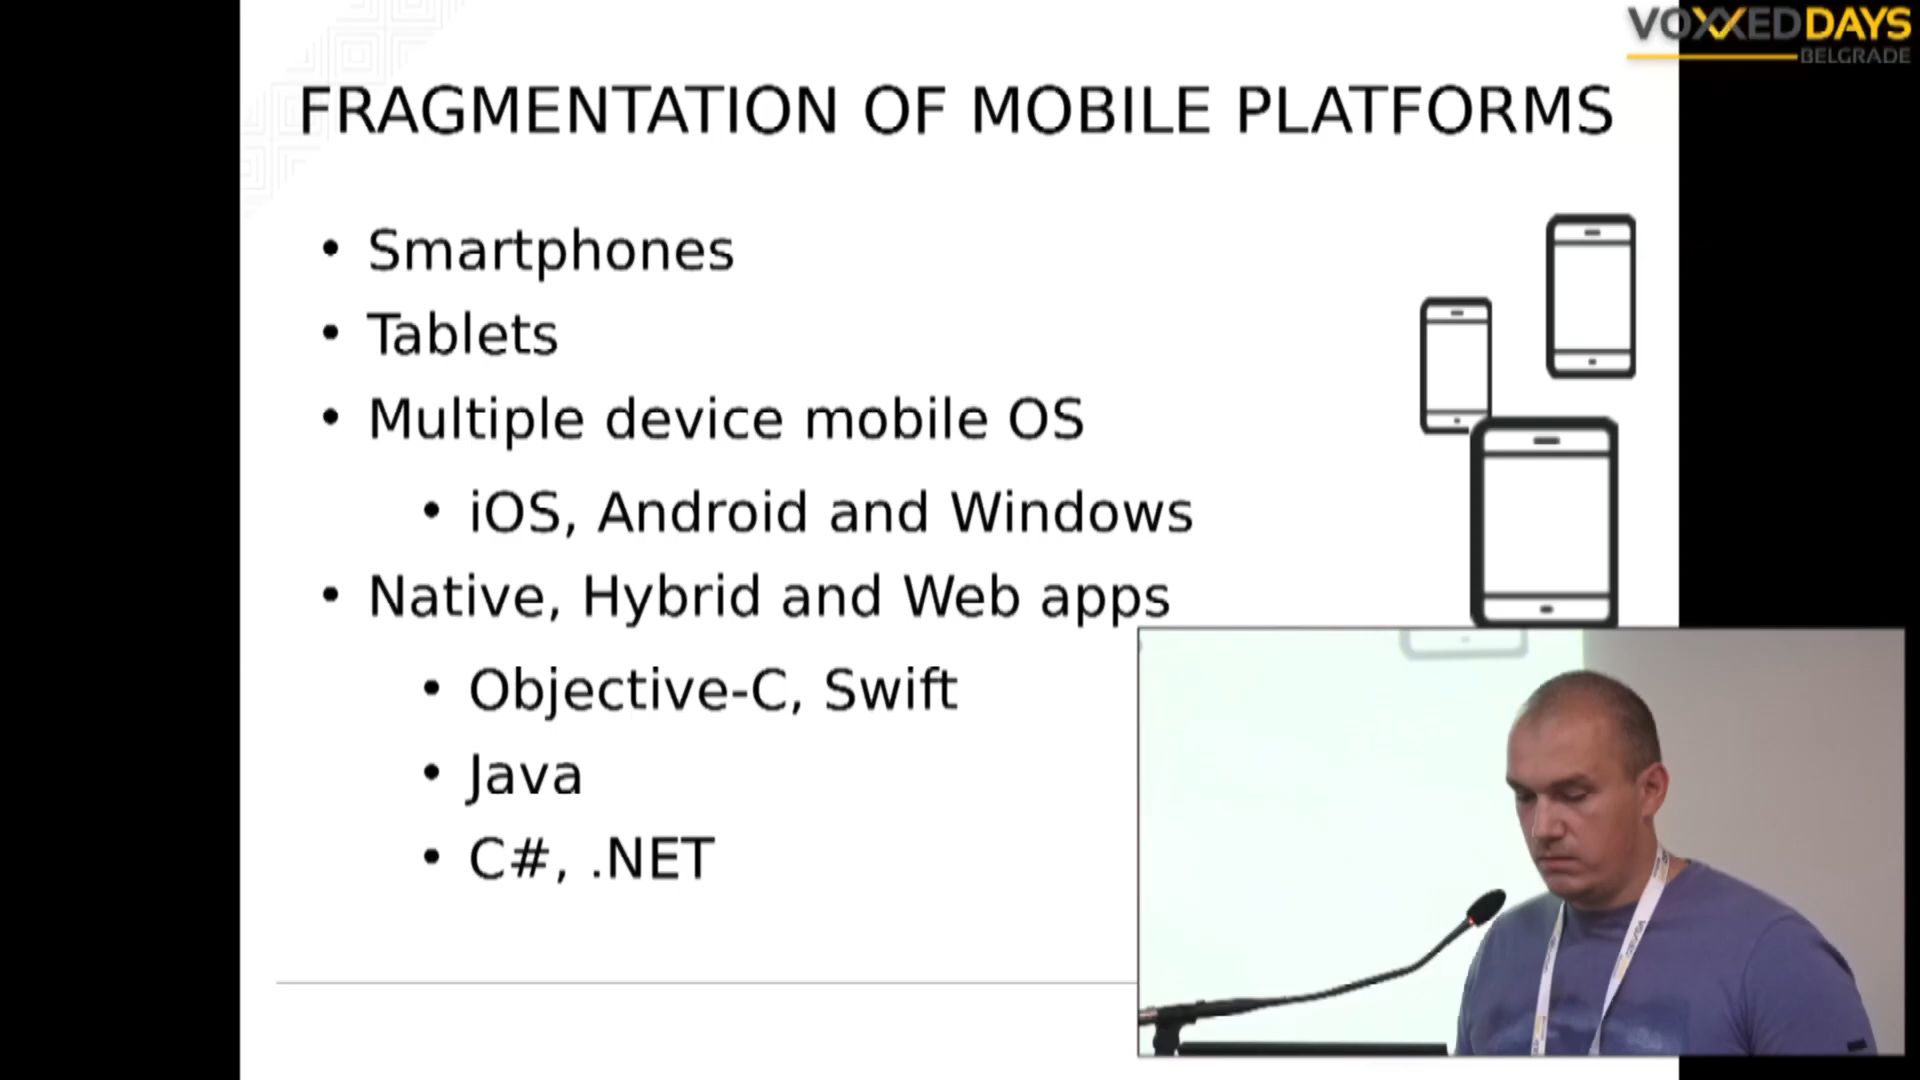 VOXXED DAYS
BELGRADE
FRAGMENTATION OF MOBILE PLATFORMS
• Smartphones
• Tablets
• Multiple device mobile OS
• iOS, Android and Windows
• Native, Hybrid and Web apps
• Objective-C, Swift
• Java
• C#, .NET